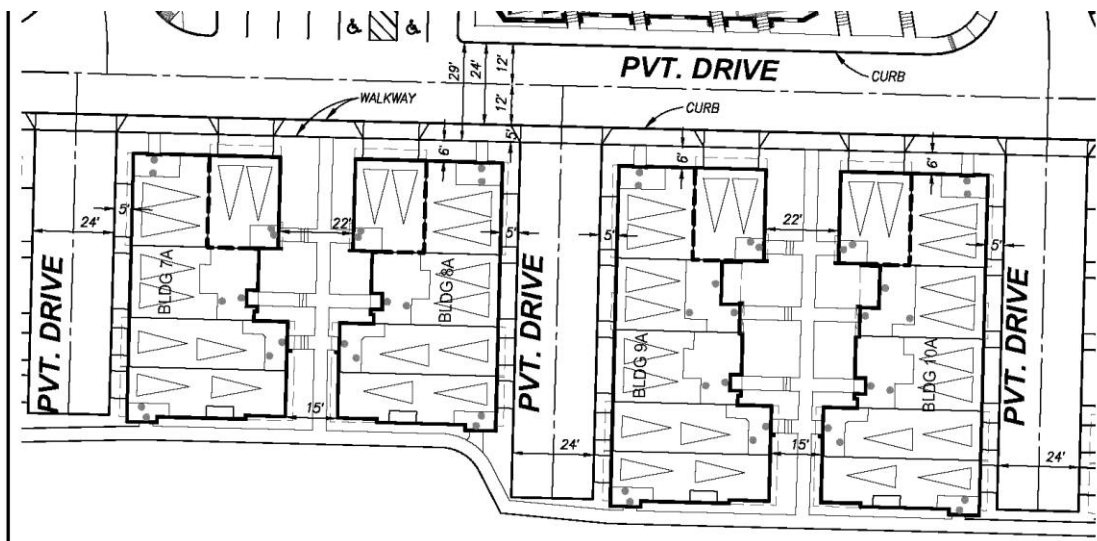 PVT. DRIVE
CURB
29'
24'
12'
12'
WALKWAY
CURB
5'
6'
6'
6'
5'
24'
22'
5'
5'
22'
5'
24'
BLDG 7A
BLDG 8A
BLDG 9A
BLDG 10A
PVT. DRIVE
PVT. DRIVE
PVT. DRIVE
15'
15'
24'
24'